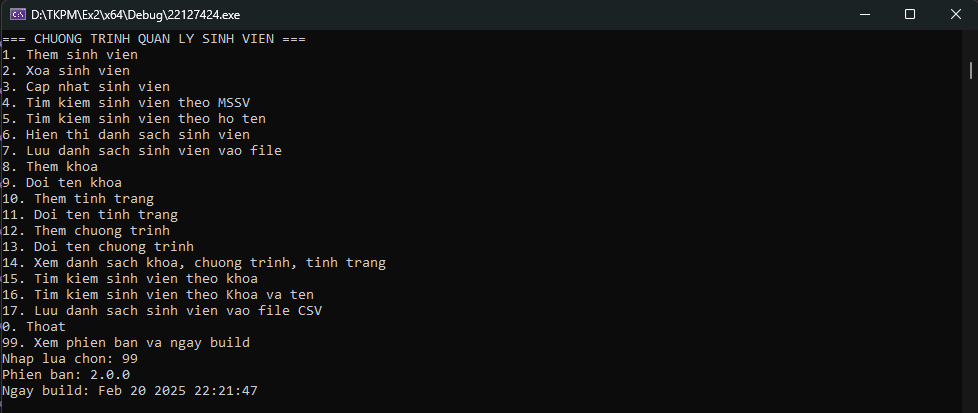 D:\TKPM\Ex2\x64\Debug\22127424.exe
=== CHUONG TRINH QUAN LY SINH VIEN ===
1. Them sinh vien
2. Xoa sinh vien
3. Cap nhat sinh vien
4. Tim kiem sinh vien theo MSSV
5. Tim kiem sinh vien theo ho ten
6. Hien thi danh sach sinh vien
7. Luu danh sach sinh vien vao file
8. Them khoa
9. Doi ten khoa
10. Them tinh trang
11. Doi ten tinh trang
12. Them chuong trinh
13. Doi ten chuong trinh
14. Xem danh sach khoa, chuong trinh, tinh trang
15. Tim kiem sinh vien theo khoa
16. Tim kiem sinh vien theo Khoa va ten
17. Luu danh sach sinh vien vao file CSV
0. Thoat
99. Xem phien ban va ngay build
Nhap lua chon: 99
Phien ban: 2.0.0
Ngay build: Feb 20 2025 22:21:47